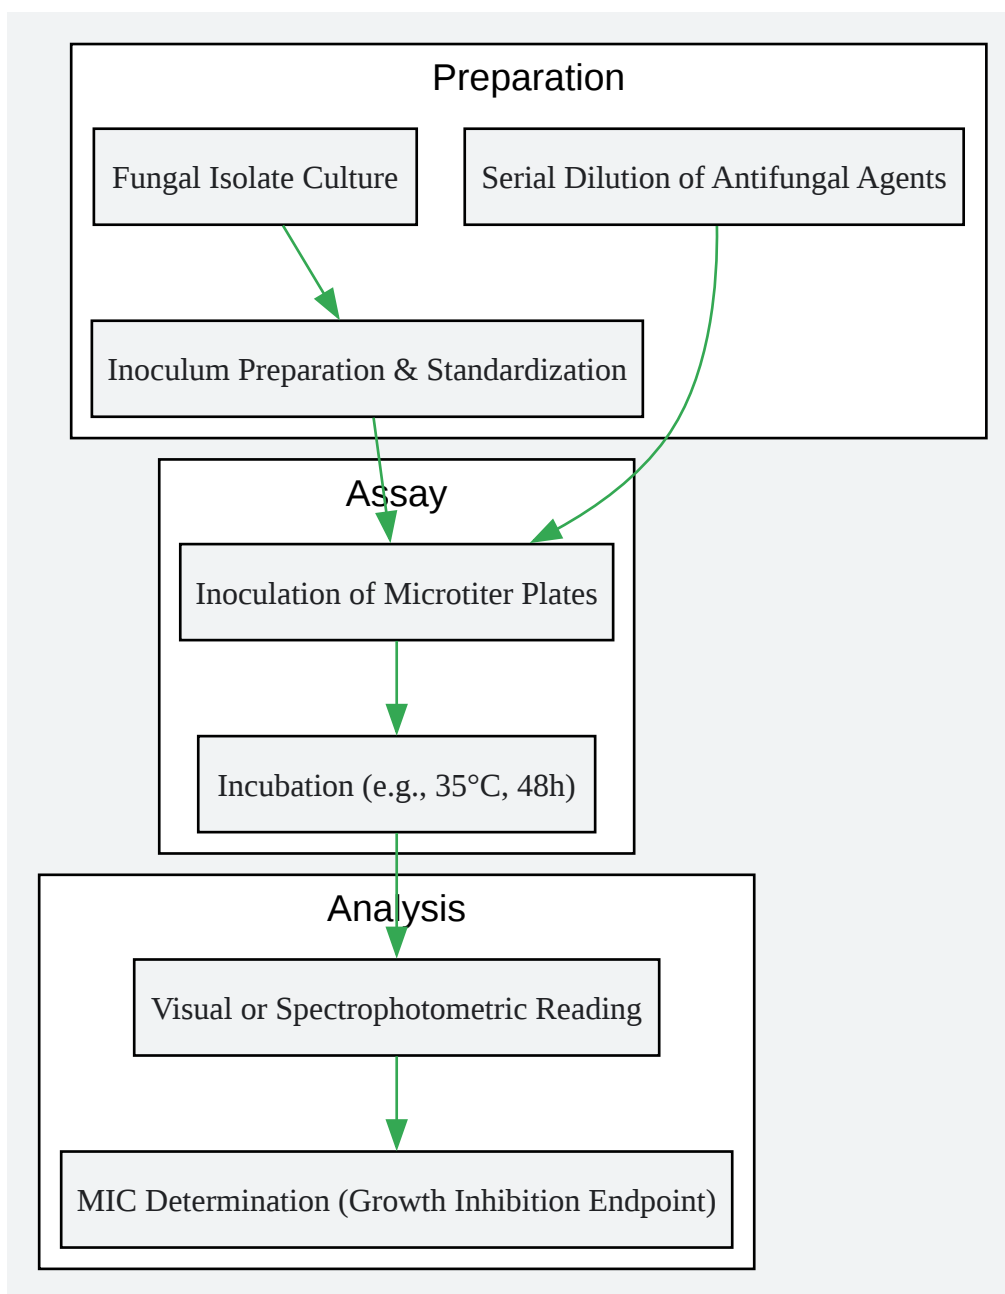 Preparation
Fungal Isolate Culture
Serial Dilution of Antifungal Agents
Inoculum Preparation & Standardization
Assay
Inoculation of Microtiter Plates
Incubation (e.g., 35°C, 48h)
Analysis
Visual or Spectrophotometric Reading
MIC Determination (Growth Inhibition Endpoint)